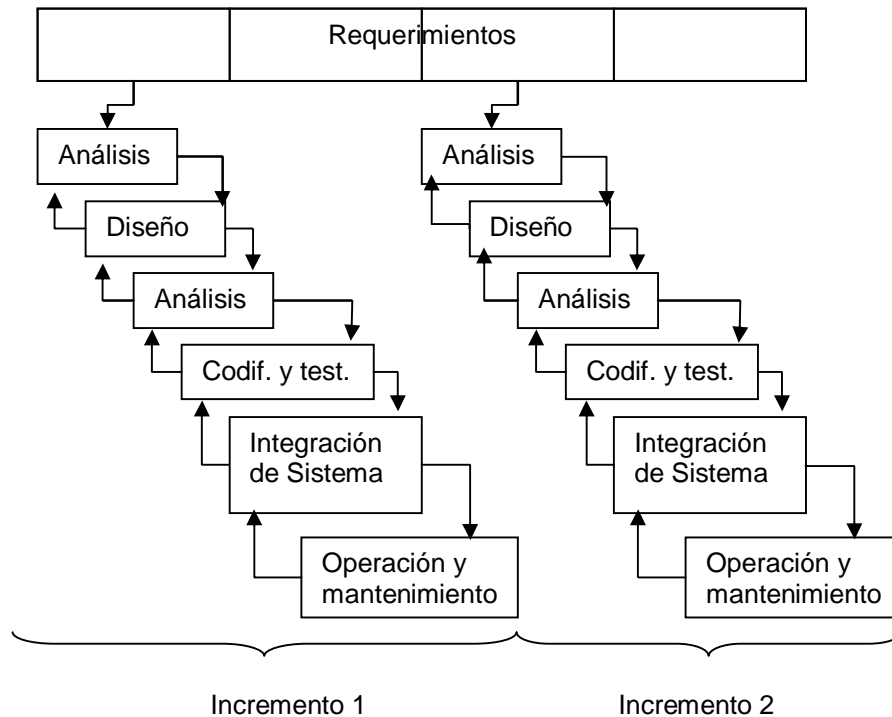 Requerimientos
Análisis
Diseño
Análisis
Codif. y test.
Integración
de Sistema
Operación y
mantenimiento
Análisis
Diseño
Análisis
Codif. y test.
Integración
de Sistema
Operación y
mantenimiento
Incremento 1
Incremento 2